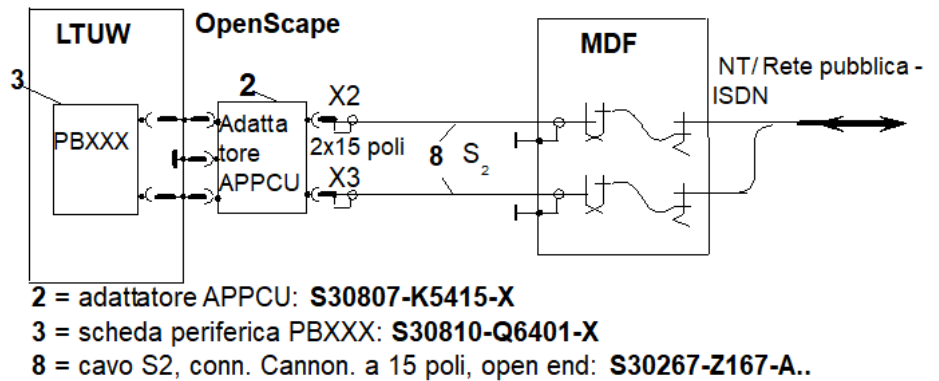 LTUW
OpenScape
MDF
NT/Rete pubblica -
ISDN
3
2
X2
PBXXX
Adatta
tore
APPCU
2x15 poli
8 S2
X3
2 = adattatore APPCU: S30807-K5415-X
3 = scheda periferica PBXXX: S30810-Q6401-X
8 = cavo S2, conn. Cannon. a 15 poli, open end: S30267-Z167-A..